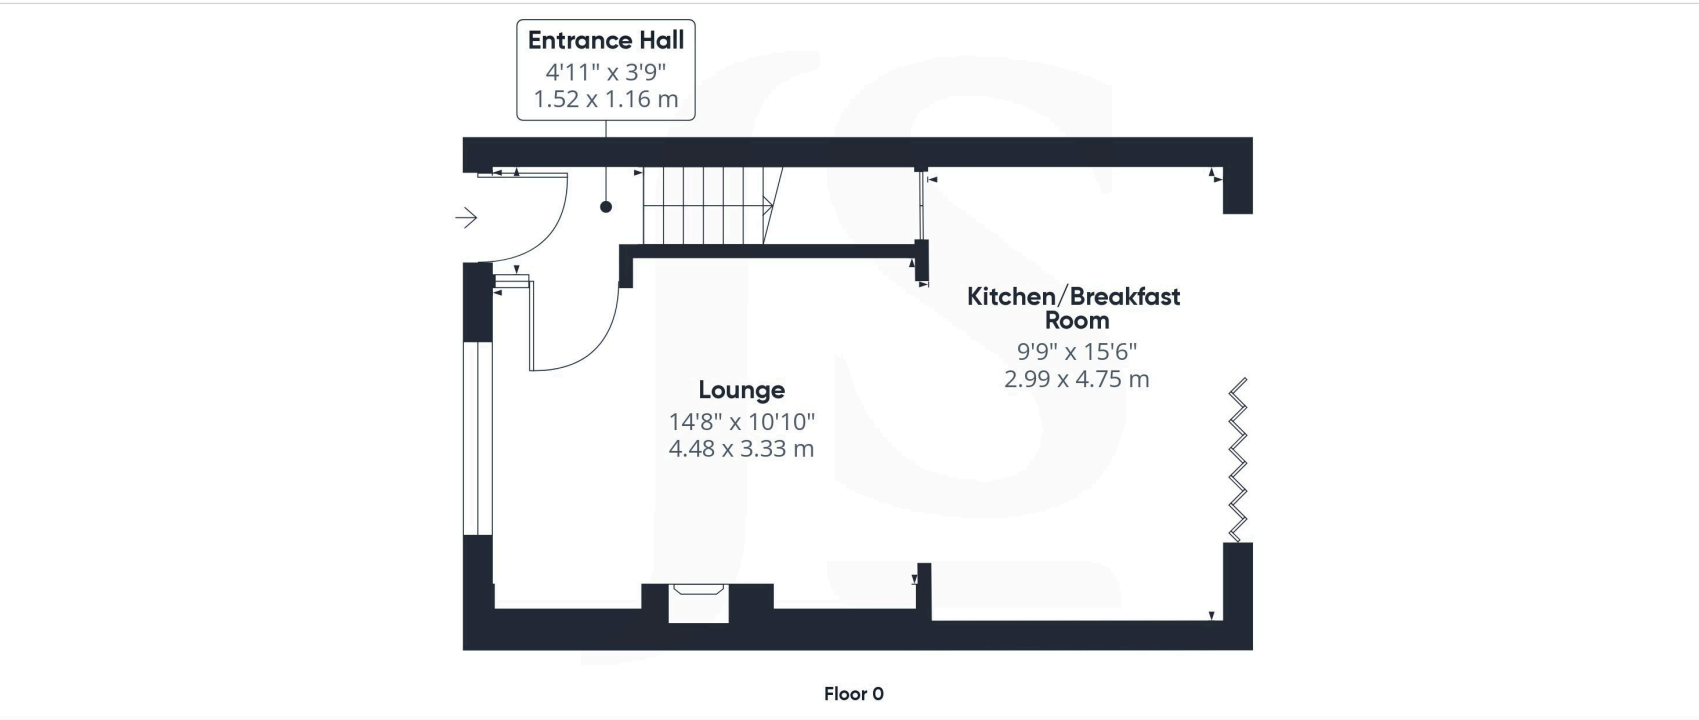 Entrance Hall
4'11" x 3'9"
1.52 x 1.16 m
Kitchen/Breakfast
Room
9'9" x 15'6"
2.99 x 4.75 m
Lounge
14'8" x 10'10"
4.48 x 3.33 m
Floor 0